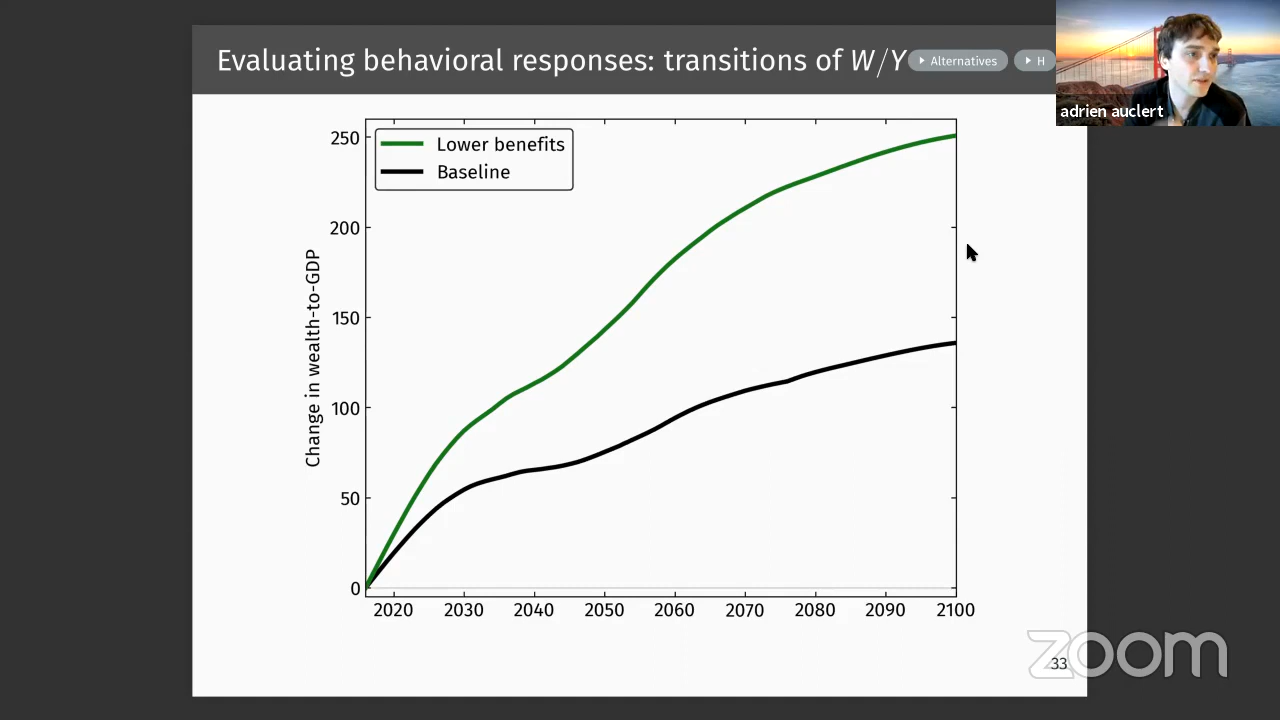 Evaluating behavioral responses: transitions of W/Y
Alternatives
H
adrien auclert
Lower benefits
Baseline
Change in wealth-to-GDP
250
200
150
100
50
0
2020 2030 2040 2050 2060 2070 2080 2090 2100
33
zoom